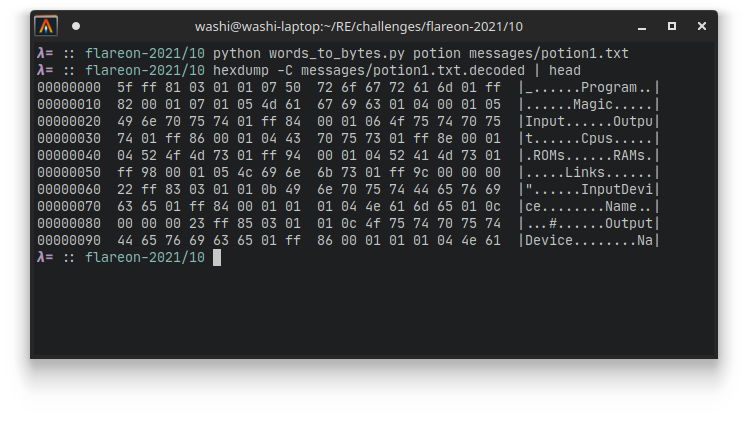 washi@washi-laptop:~/RE/challenges/flareon-2021/10
λ= :: flareon-2021/10 python words_to_bytes.py potion messages/potion1.txt
λ= :: flareon-2021/10 hexdump -C messages/potion1.txt.decoded | head
00000000  5f ff 81 03 01 01 07 50  72 6f 67 72 61 6d 01 ff  |_......Program..|
00000010  82 00 01 07 01 05 4d 61  67 69 63 01 04 00 01 05  |......Magic.....|
00000020  49 6e 70 75 74 01 ff 84  00 01 06 4f 75 74 70 75  |Input......Outpu|
00000030  74 01 ff 86 00 01 04 43  70 75 73 01 ff 8e 00 01  |t......Cpus.....|
00000040  04 52 4f 4d 73 01 ff 94  00 01 04 52 41 4d 73 01  |.ROMs......RAMs.|
00000050  ff 98 00 01 05 4c 69 6e  6b 73 01 ff 9c 00 00 00  |.....Links......|
00000060  22 ff 83 03 01 01 0b 49  6e 70 75 74 44 65 76 69  |"......InputDevi|
00000070  63 65 01 ff 84 00 01 01  01 04 4e 61 6d 65 01 0c  |ce........Name..|
00000080  00 00 00 23 ff 85 03 01  01 0c 4f 75 74 70 75 74  |...#......Output|
00000090  44 65 76 69 63 65 01 ff  86 00 01 01 01 04 4e 61  |Device........Na|
λ= :: flareon-2021/10